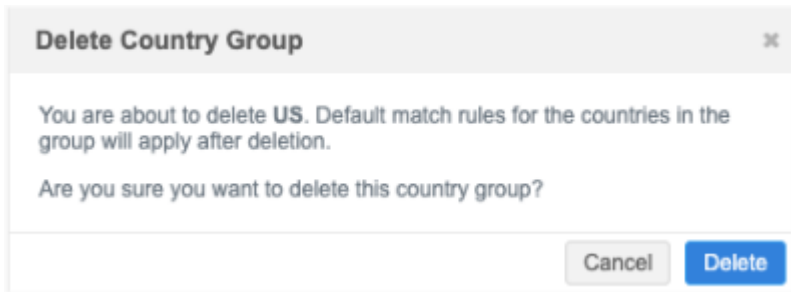 Delete Country Group
You are about to delete US. Default match rules for the countries in the
group will apply after deletion.
Are you sure you want to delete this country group?
Cancel Delete